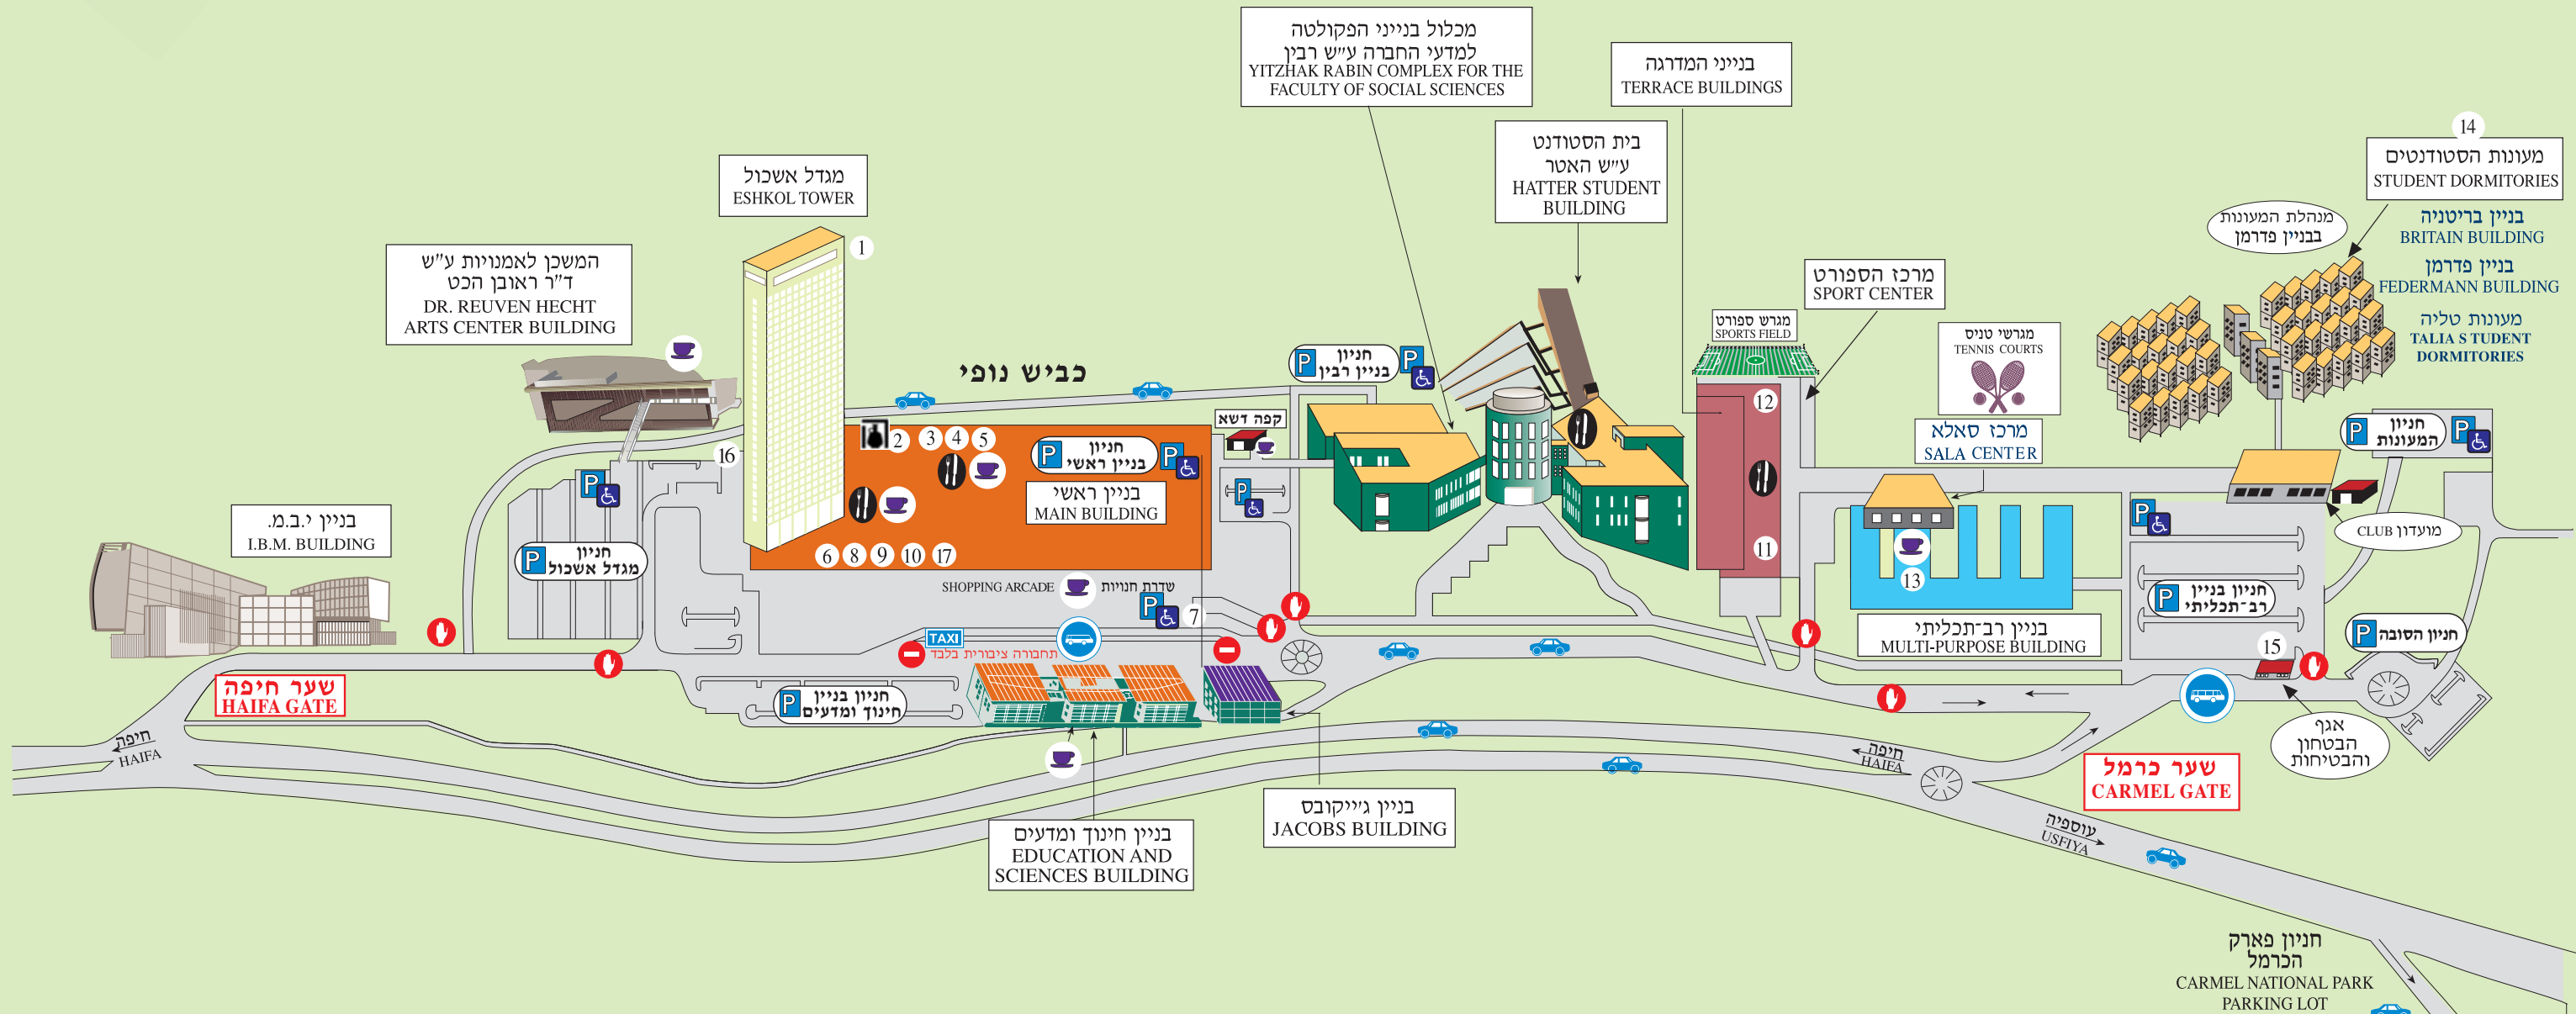 מכלול בנייני הפקולטה
למדעי החברה ע״ש רבין
YITZHAK RABIN COMPLEX FOR THE
FACULTY OF SOCIAL SCIENCES
בנייני המדרגה
TERRACE BUILDINGS
בית הסטודנט
ע״ש האטר
HATTER STUDENT
BUILDING
14
מעונות הסטודנטים
STUDENT DORMITORIES
מנהלת המעונות
בבניין פדרמן
בניין בריטניה
BRITAIN BUILDING
בניין פדרמן
FEDERMANN BUILDING
מעונות טליה
TALIA S TUDENT
DORMITORIES
מגדל אשכול
ESHKOL TOWER
1
המשכן לאמנויות ע״ש
ד״ר ראובן הכט
DR. REUVEN HECHT
ARTS CENTER BUILDING
מרכז הספורט
SPORT CENTER
מגרש ספורט
SPORTS FIELD
מגרשי טניס
TENNIS COURTS
מרכז סאלא
SALA CENTER
כביש נופי
P
חניון
בניין רבין
P
קפה דשא
12
11
16
2
3
4
5
P
חניון
בניין ראשי
P
בניין ראשי
MAIN BUILDING
6
8
9
10
17
P
P
P
חניון
מגדל אשכול
בניין י.ב.מ.
I.B.M. BUILDING
P
חניון
המעונות
P
מועדון CLUB
P
P
חניון בניין
רב־תכליתי
13
בניין רב־תכליתי
MULTI-PURPOSE BUILDING
SHOPPING ARCADE
שדרת חנויות
P
7
TAXI
תחבורה ציבורית בלבד
P
חניון הסובה
15
אגף
הבטחון
והבטיחות
שער חיפה
HAIFA GATE
P
חניון בניין
חינוך ומדעים
חיפה
HAIFA
חיפה
HAIFA
שער כרמל
CARMEL GATE
בניין ג׳ייקובס
JACOBS BUILDING
בניין חינוך ומדעים
EDUCATION AND
SCIENCES BUILDING
עוספיה
USFIYA
חניון פארק
הכרמל
CARMEL NATIONAL PARK
PARKING LOT